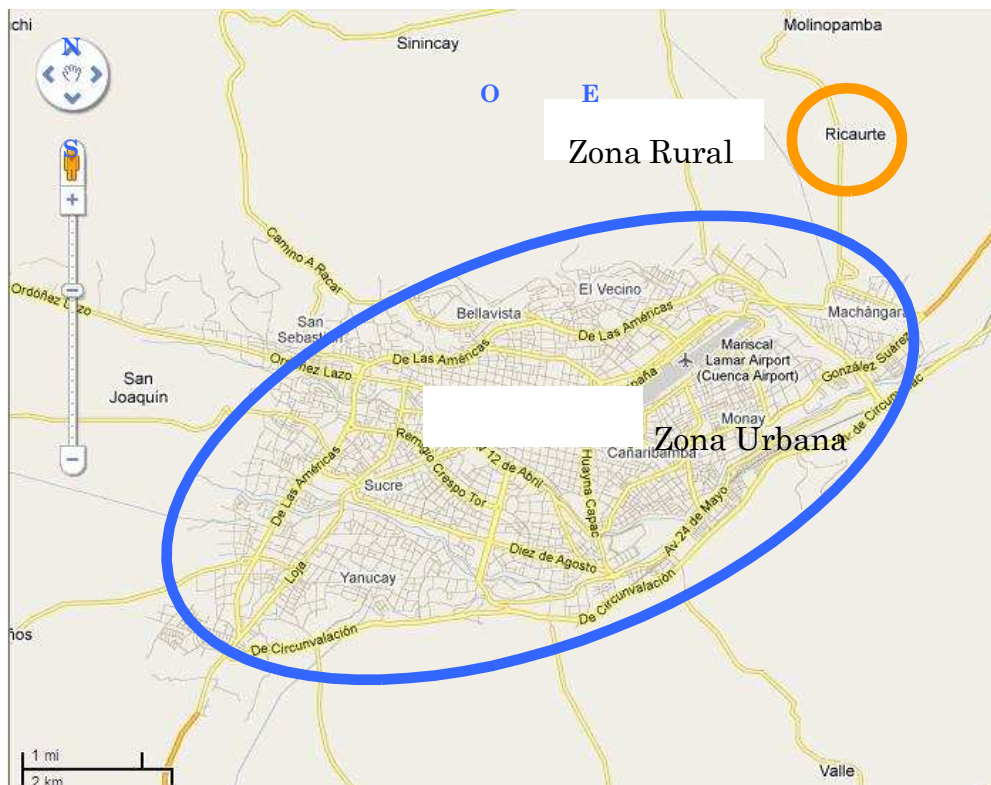 chi
Sinincay
Molinopamba
N
O E
S
Ricaurte
Zona Rural
Camino A Racar
Ordóñez Lazo
El Vecino
Bellavista
San
Sebastián
De Las Américas
De Las Américas
Machángara
Mariscal
Lamar Airport
(Cuenca Airport)
Ordóñez Lazo
San
Joaquín
González Suárez
spaña
Monay
Zona Urbana
Cañaribamba
De Circunvalac
Remigio Crespo Tor
12 de Abril
Huayna Capac
De Las Américas
Sucre
Av 24 de Mayo
Diez de Agosto
Loja
Yanucay
De Circunvalación
De Circunvalación
ños
1 mi
2 km
Valle